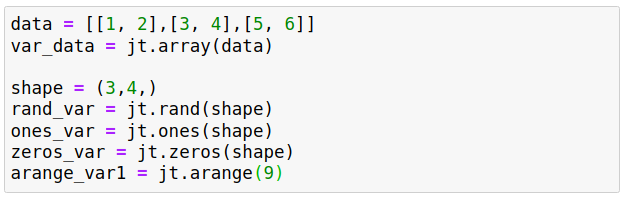 data = [[1, 2],[3, 4],[5, 6]]
var_data = jt.array(data)
shape = (3,4,)
rand_var = jt.rand(shape)
ones_var = jt.ones(shape)
zeros_var = jt.zeros(shape)
arange_var1 = jt.arange(9)